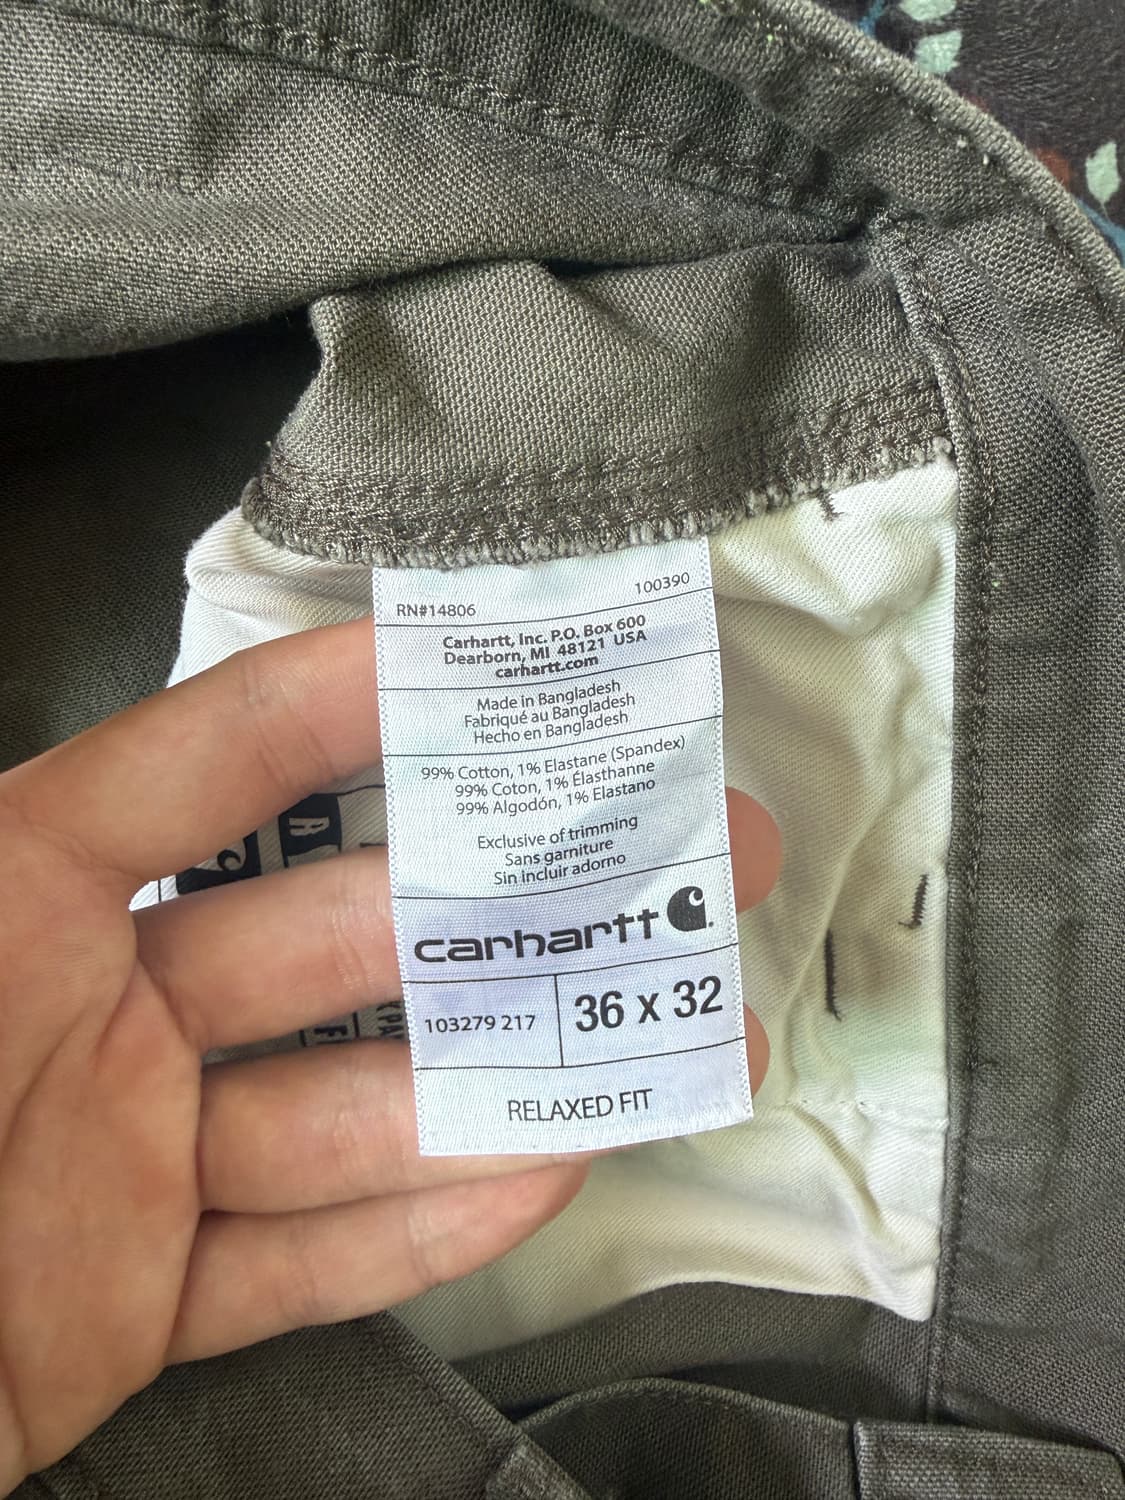 RN#14806 100390
Carhartt, Inc. P.O. Box 600
Dearborn, MI 48121 USA
carhartt.com
Made in Bangladesh
Fabriqué au Bangladesh
Hecho en Bangladesh
99% Cotton, 1% Elastane (Spandex)
99% Coton, 1% Élasthanne
99% Algodón, 1% Elastano
Exclusive of trimming
Sans garniture
Sin incluir adorno
carhartt
103279 217
36 x 32
RELAXED FIT